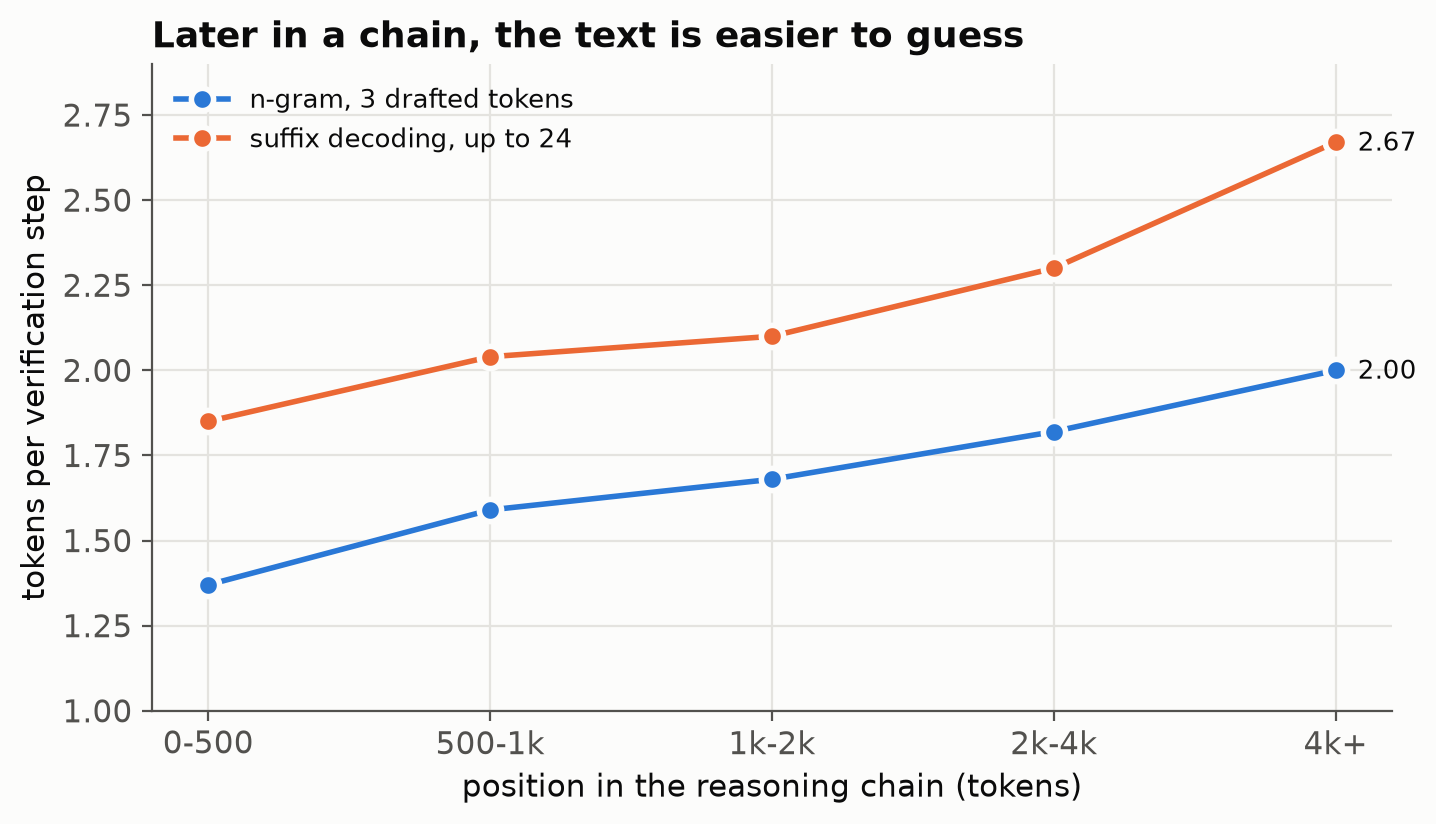 Later in a chain, the text is easier to guess
n-gram, 3 drafted tokens
suffix decoding, up to 24
tokens per verification step
2.75
2.50
2.25
2.00
1.75
1.50
1.25
1.00
2.67
2.00
0-500
500-1k
1k-2k
2k-4k
4k+
position in the reasoning chain (tokens)